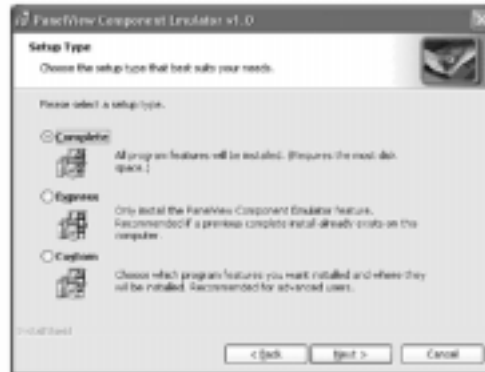 PanelView Component Emulator v1.0
Setup Type
Choose the setup type that best suits your needs.
Please select a setup type.
Complete
All program features will be installed. (Requires the most disk
space.)
Express
Only install the PanelView Component Emulator feature.
Recommended if a previous complete install already exists on this
computer.
Custom
Choose which program features you want installed and where they
will be installed. Recommended for advanced users.
InstallShield
< Back
Next >
Cancel